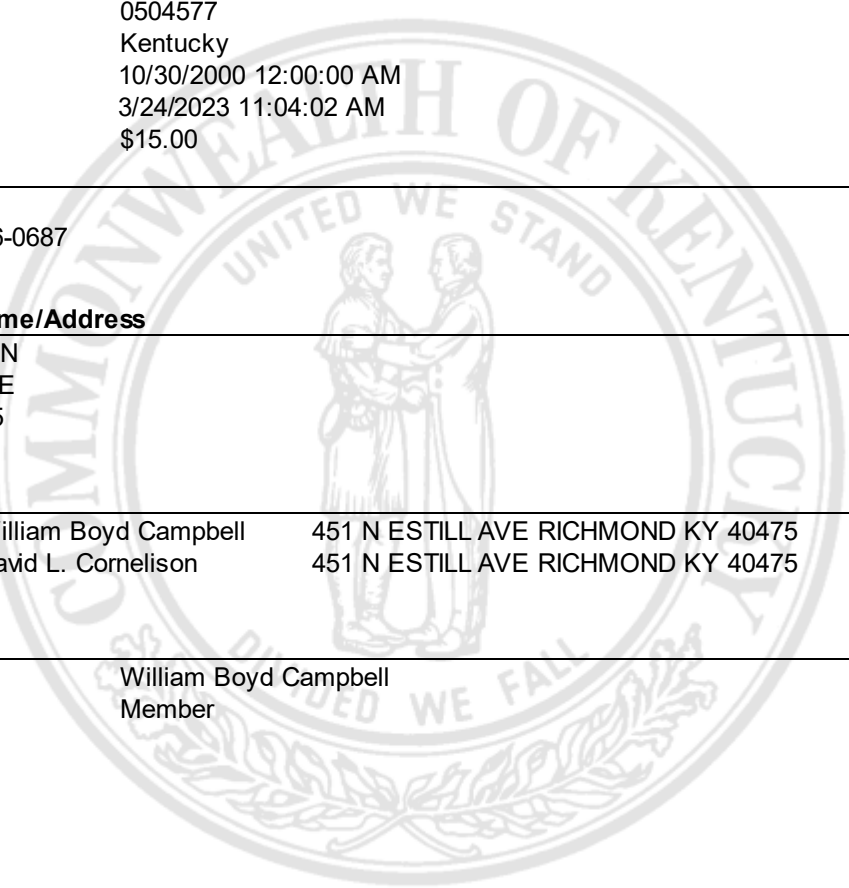 0504577
Kentucky
10/30/2000 12:00:00 AM
3/24/2023 11:04:02 AM
$15.00
COMMONWEALTH OF KENTUCKY
UNITED WE STAND
6-0687
me/Address
N
E
5
illiam Boyd Campbell 451 N ESTILL AVE RICHMOND KY 40475
avid L. Cornelison 451 N ESTILL AVE RICHMOND KY 40475
DIVIDED WE FALL
William Boyd Campbell
Member